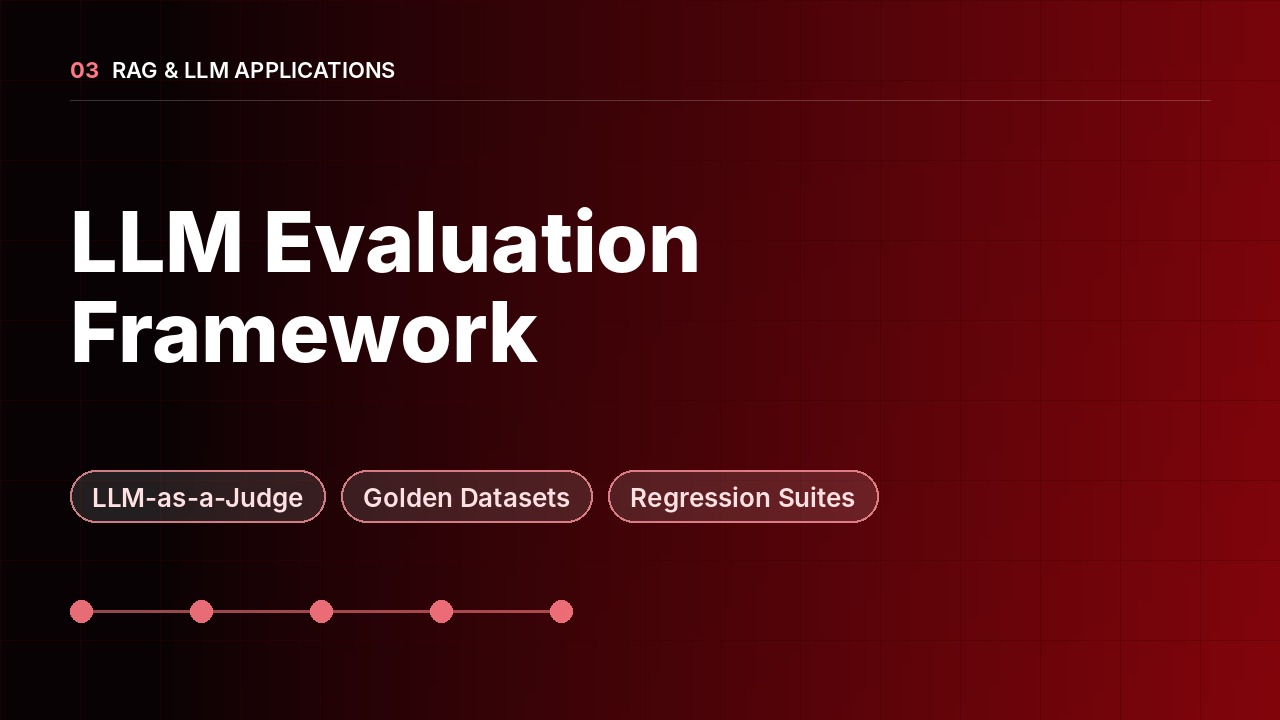 03 RAG & LLM APPLICATIONS
LLM Evaluation
Framework
LLM-as-a-Judge Golden Datasets Regression Suites